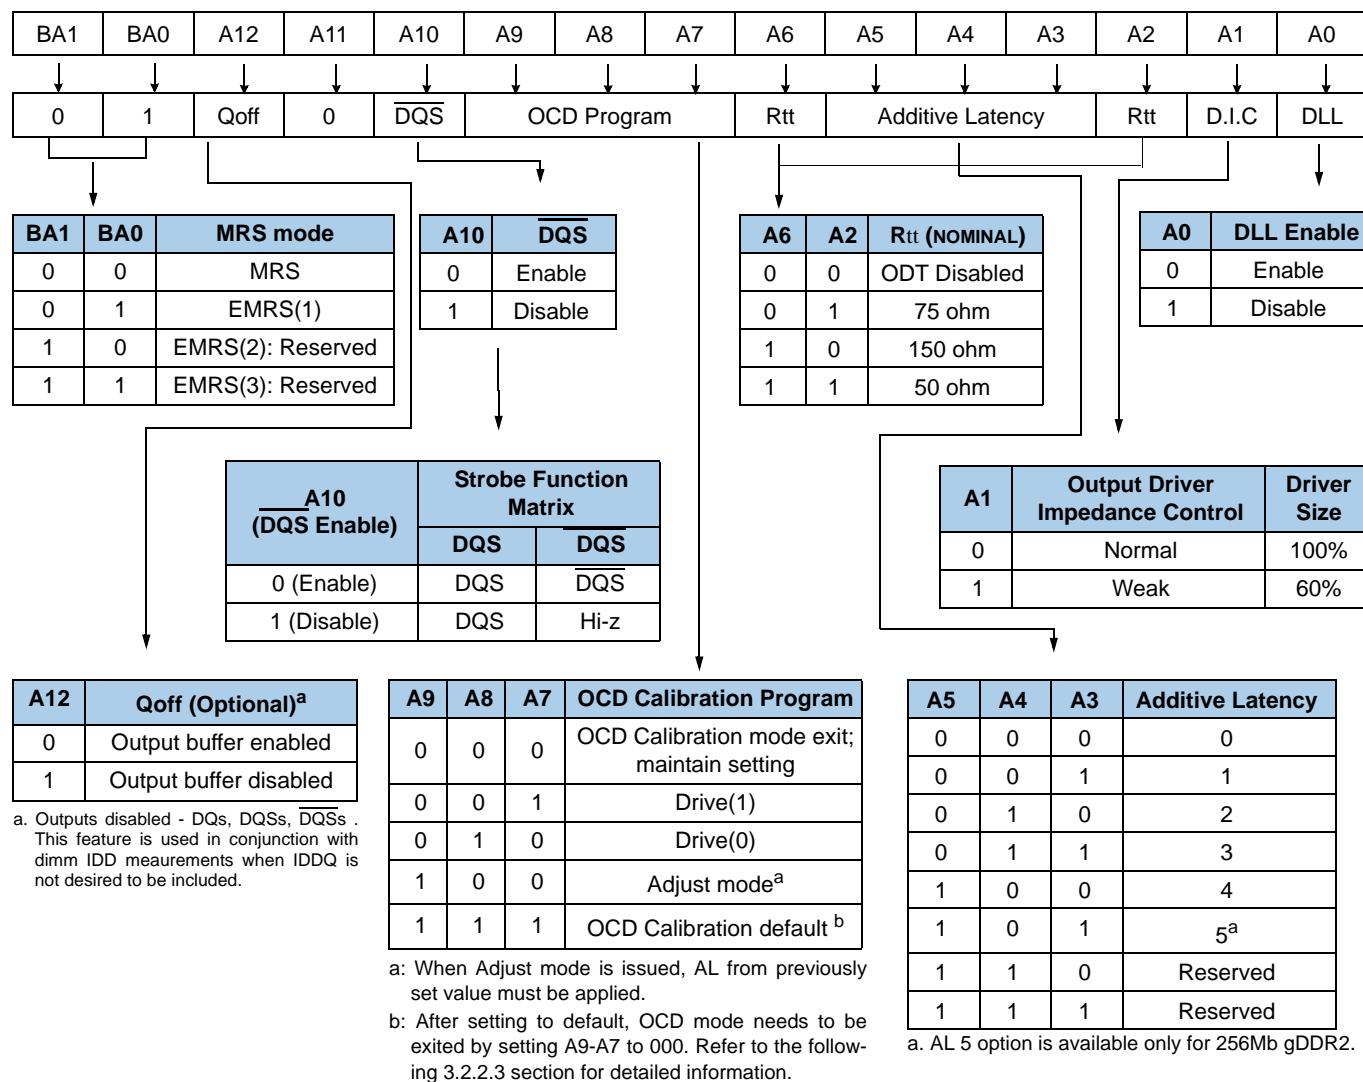 BA1 BA0 A12 A11 A10 A9 A8 A7 A6 A5 A4 A3 A2 A1 A0
0 1 Qoff 0 D̅Q̅S̅ OCD Program Rtt Additive Latency Rtt D.I.C DLL
BA1 BA0 MRS mode
0 0 MRS
0 1 EMRS(1)
1 0 EMRS(2): Reserved
1 1 EMRS(3): Reserved
A10 D̅Q̅S̅
0 Enable
1 Disable
A6 A2 Rtt (NOMINAL)
0 0 ODT Disabled
0 1 75 ohm
1 0 150 ohm
1 1 50 ohm
A0 DLL Enable
0 Enable
1 Disable
A10
(D̅Q̅S̅ Enable)
Strobe Function
Matrix
DQS D̅Q̅S̅
0 (Enable) DQS D̅Q̅S̅
1 (Disable) DQS Hi-z
A1
Output Driver
Impedance Control
Driver
Size
0 Normal 100%
1 Weak 60%
A12 Qoff (Optional)a
0 Output buffer enabled
1 Output buffer disabled
a. Outputs disabled - DQs, DQSs, D̅Q̅S̅s .
This feature is used in conjunction with
dimm IDD meaurements when IDDQ is
not desired to be included.
A9 A8 A7 OCD Calibration Program
0 0 0 OCD Calibration mode exit;
maintain setting
0 0 1 Drive(1)
0 1 0 Drive(0)
1 0 0 Adjust modea
1 1 1 OCD Calibration default b
a: When Adjust mode is issued, AL from previously
set value must be applied.
b: After setting to default, OCD mode needs to be
exited by setting A9-A7 to 000. Refer to the follow-
ing 3.2.2.3 section for detailed information.
A5 A4 A3 Additive Latency
0 0 0 0
0 0 1 1
0 1 0 2
0 1 1 3
1 0 0 4
1 0 1 5a
1 1 0 Reserved
1 1 1 Reserved
a. AL 5 option is available only for 256Mb gDDR2.